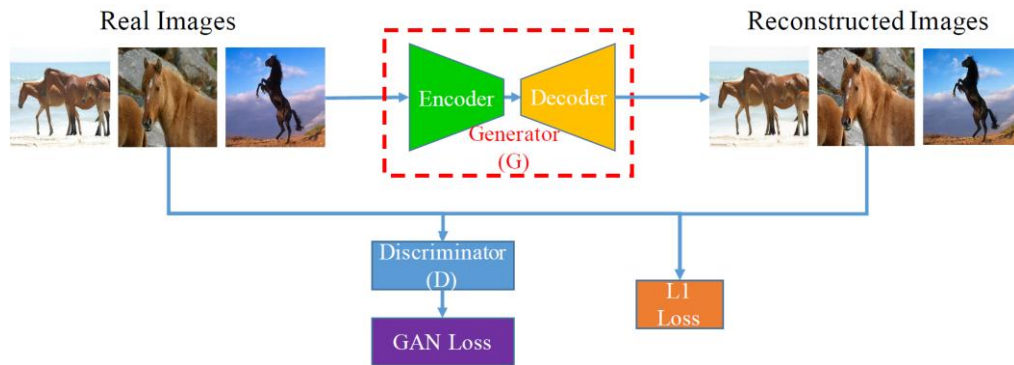 Real Images
Reconstructed Images
Encoder
Decoder
Generator
(G)
Discriminator
(D)
L1
Loss
GAN Loss